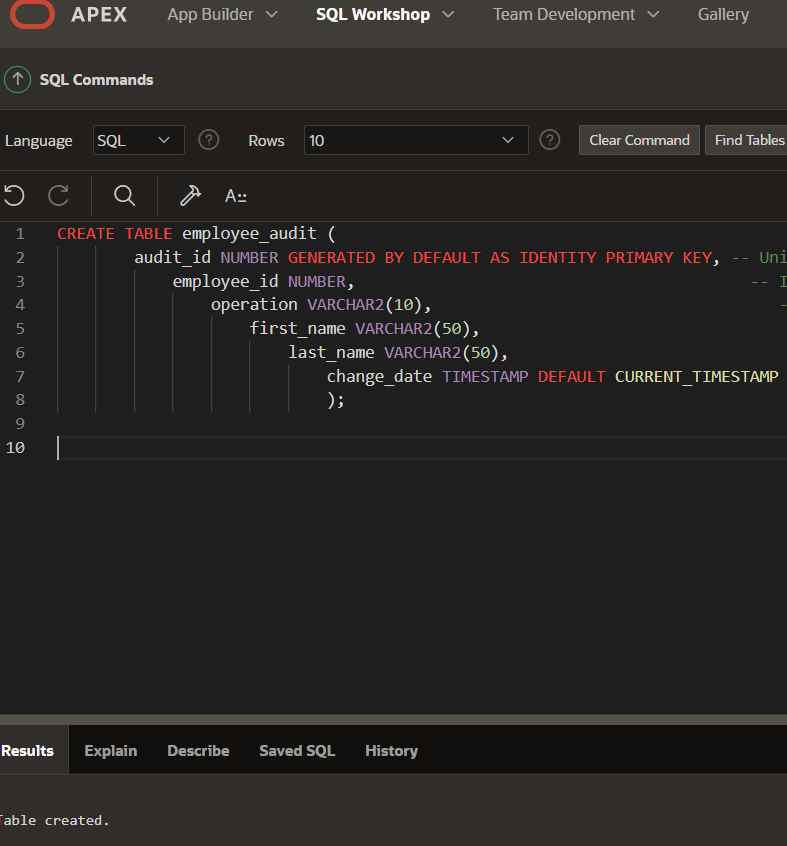 APEX App Builder SQL Workshop Team Development Gallery
SQL Commands
Language SQL ? Rows 10 ? Clear Command Find Tables
A::
1 CREATE TABLE employee_audit (
2 audit_id NUMBER GENERATED BY DEFAULT AS IDENTITY PRIMARY KEY, -- Uni
3 employee_id NUMBER, -- I
4 operation VARCHAR2(10), -
5 first_name VARCHAR2(50),
6 last_name VARCHAR2(50),
7 change_date TIMESTAMP DEFAULT CURRENT_TIMESTAMP
8 );
9
10
Results Explain Describe Saved SQL History
Table created.